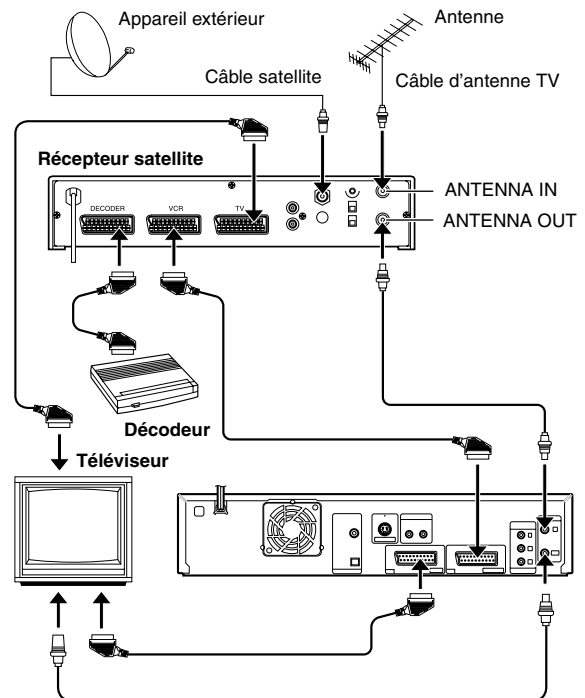 Appareil extérieur
Antenne
Câble satellite
Câble d'antenne TV
Récepteur satellite
DECODER
VCR
TV
ANTENNA IN
ANTENNA OUT
Décodeur
Téléviseur